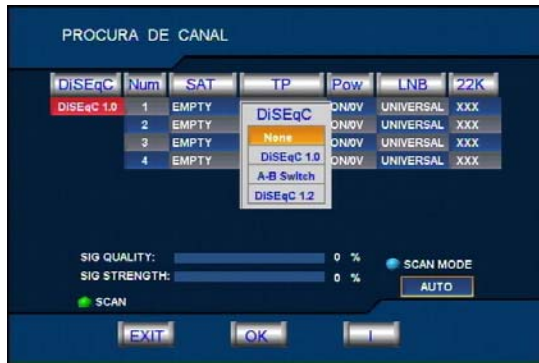 PROCURA DE CANAL
DiSEqC Num SAT TP Pow LNB 22K
DISEqC 1.0 1 EMPTY ON/0V UNIVERSAL XXX
2 EMPTY ON/0V UNIVERSAL XXX
3 EMPTY ON/0V UNIVERSAL XXX
4 EMPTY ON/0V UNIVERSAL XXX
DiSEqC
None
DiSEqC 1.0
A-B Switch
DiSEqC 1.2
SIG QUALITY: 0 %
SIG STRENGTH: 0 %
SCAN MODE
AUTO
SCAN
EXIT OK I